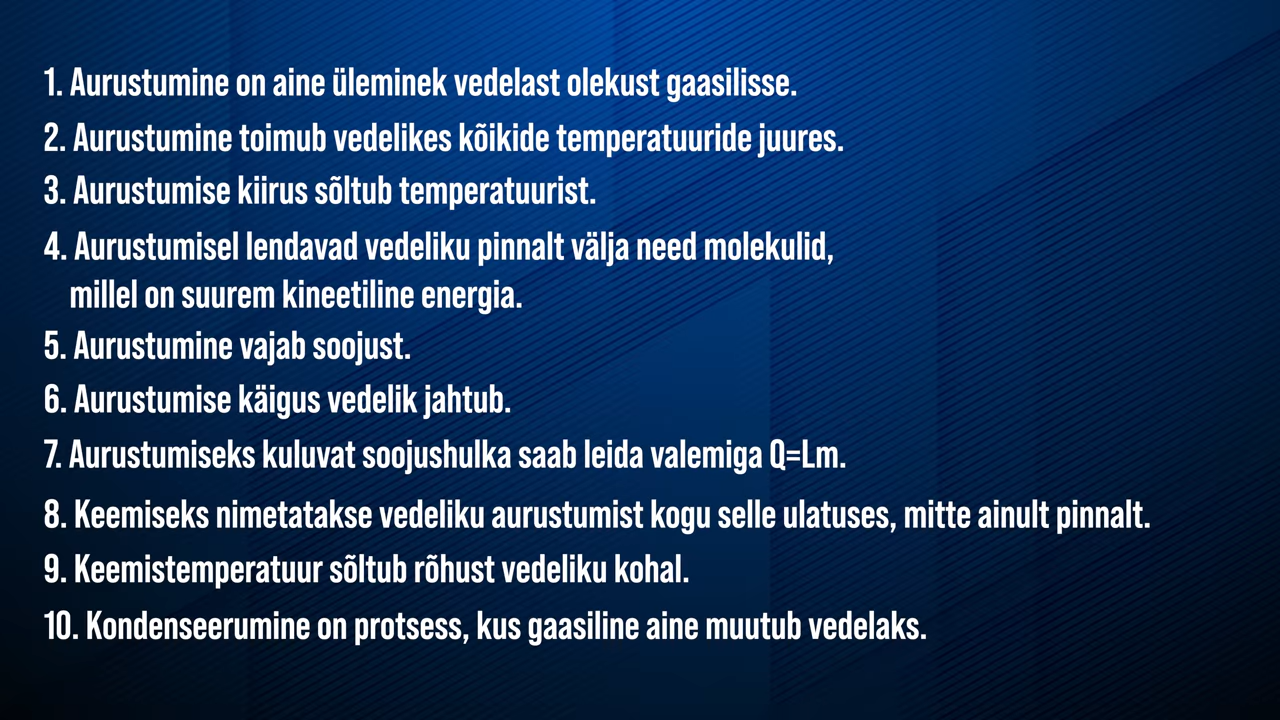 1. Aurustumine on aine üleminek vedelast olekust gaasilisse.
2. Aurustumine toimub vedelikes kõikide temperatuuride juures.
3. Aurustumise kiirus sõltub temperatuurist.
4. Aurustumisel lendavad vedeliku pinnalt välja need molekulid,
millel on suurem kineetiline energia.
5. Aurustumine vajab soojust.
6. Aurustumise käigus vedelik jahtub.
7. Aurustumiseks kuluvat soojushulka saab leida valemiga Q=Lm.
8. Keemiseks nimetatakse vedeliku aurustumist kogu selle ulatuses, mitte ainult pinnalt.
9. Keemistemperatuur sõltub rõhust vedeliku kohal.
10. Kondenseerumine on protsess, kus gaasiline aine muutub vedelaks.